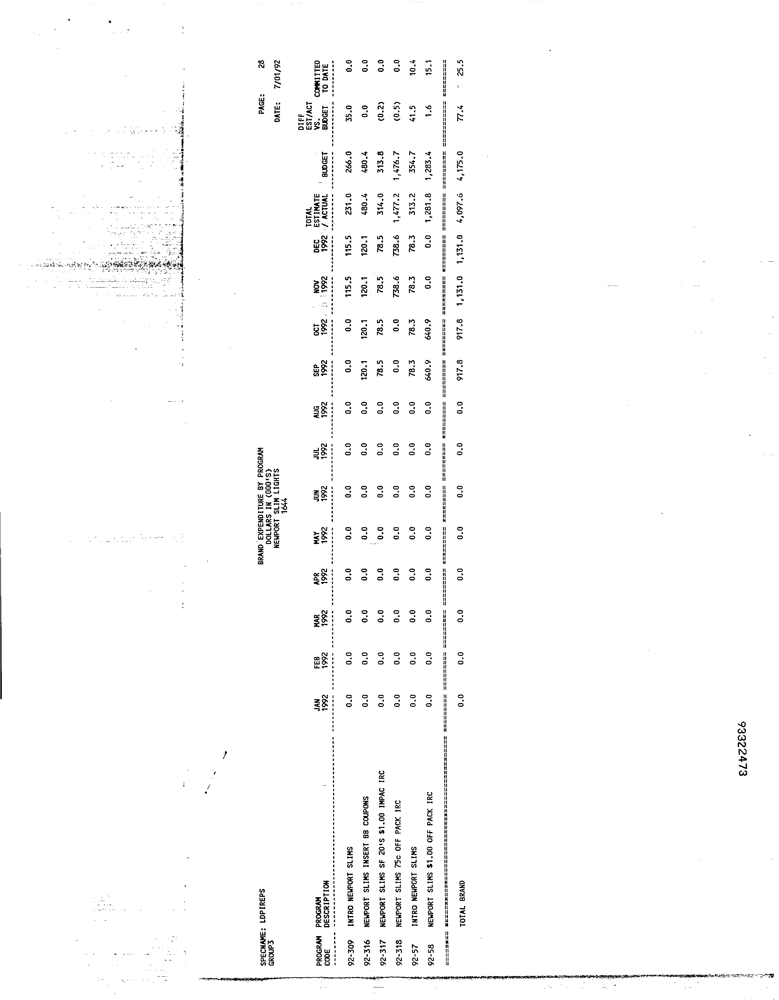 SPECNAME: LDPIREPS BRAND EXPENDITURE BY PROGRAM PAGE: 28
GROUP3 DOLLARS IN (000'S)
NEWPORT SLIM LIGHTS DATE: 7/01/92
1644
DIFF
TOTAL EST/ACT
PROGRAM PROGRAM JAN FEB MAR APR MAY JUN JUL AUG SEP OCT NOV DEC ESTIMATE VS. COMMITTED
CODE DESCRIPTION 1992 1992 1992 1992 1992 1992 1992 1992 1992 1992 1992 1992 / ACTUAL BUDGET BUDGET TO DATE
92-309 INTRO NEWPORT SLIMS 0.0 0.0 0.0 0.0 0.0 0.0 0.0 0.0 0.0 0.0 115.5 115.5 231.0 266.0 35.0 0.0
92-316 NEWPORT SLIMS INSERT BB COUPONS 0.0 0.0 0.0 0.0 0.0 0.0 0.0 0.0 120.1 120.1 120.1 120.1 480.4 480.4 0.0 0.0
92-317 NEWPORT SLIMS SF 20'S $1.00 IMPAC IRC 0.0 0.0 0.0 0.0 0.0 0.0 0.0 0.0 78.5 78.5 78.5 78.5 314.0 313.8 (0.2) 0.0
92-318 NEWPORT SLIMS 75c OFF PACK IRC 0.0 0.0 0.0 0.0 0.0 0.0 0.0 0.0 0.0 0.0 738.6 738.6 1,477.2 1,476.7 (0.5) 0.0
92-57 INTRO NEWPORT SLIMS 0.0 0.0 0.0 0.0 0.0 0.0 0.0 0.0 78.3 78.3 78.3 78.3 313.2 354.7 41.5 10.4
92-58 NEWPORT SLIMS $1.00 OFF PACK IRC 0.0 0.0 0.0 0.0 0.0 0.0 0.0 0.0 640.9 640.9 0.0 0.0 1,281.8 1,283.4 1.6 15.1
TOTAL BRAND 0.0 0.0 0.0 0.0 0.0 0.0 0.0 0.0 917.8 917.8 1,131.0 1,131.0 4,097.6 4,175.0 77.4 25.5
93322473